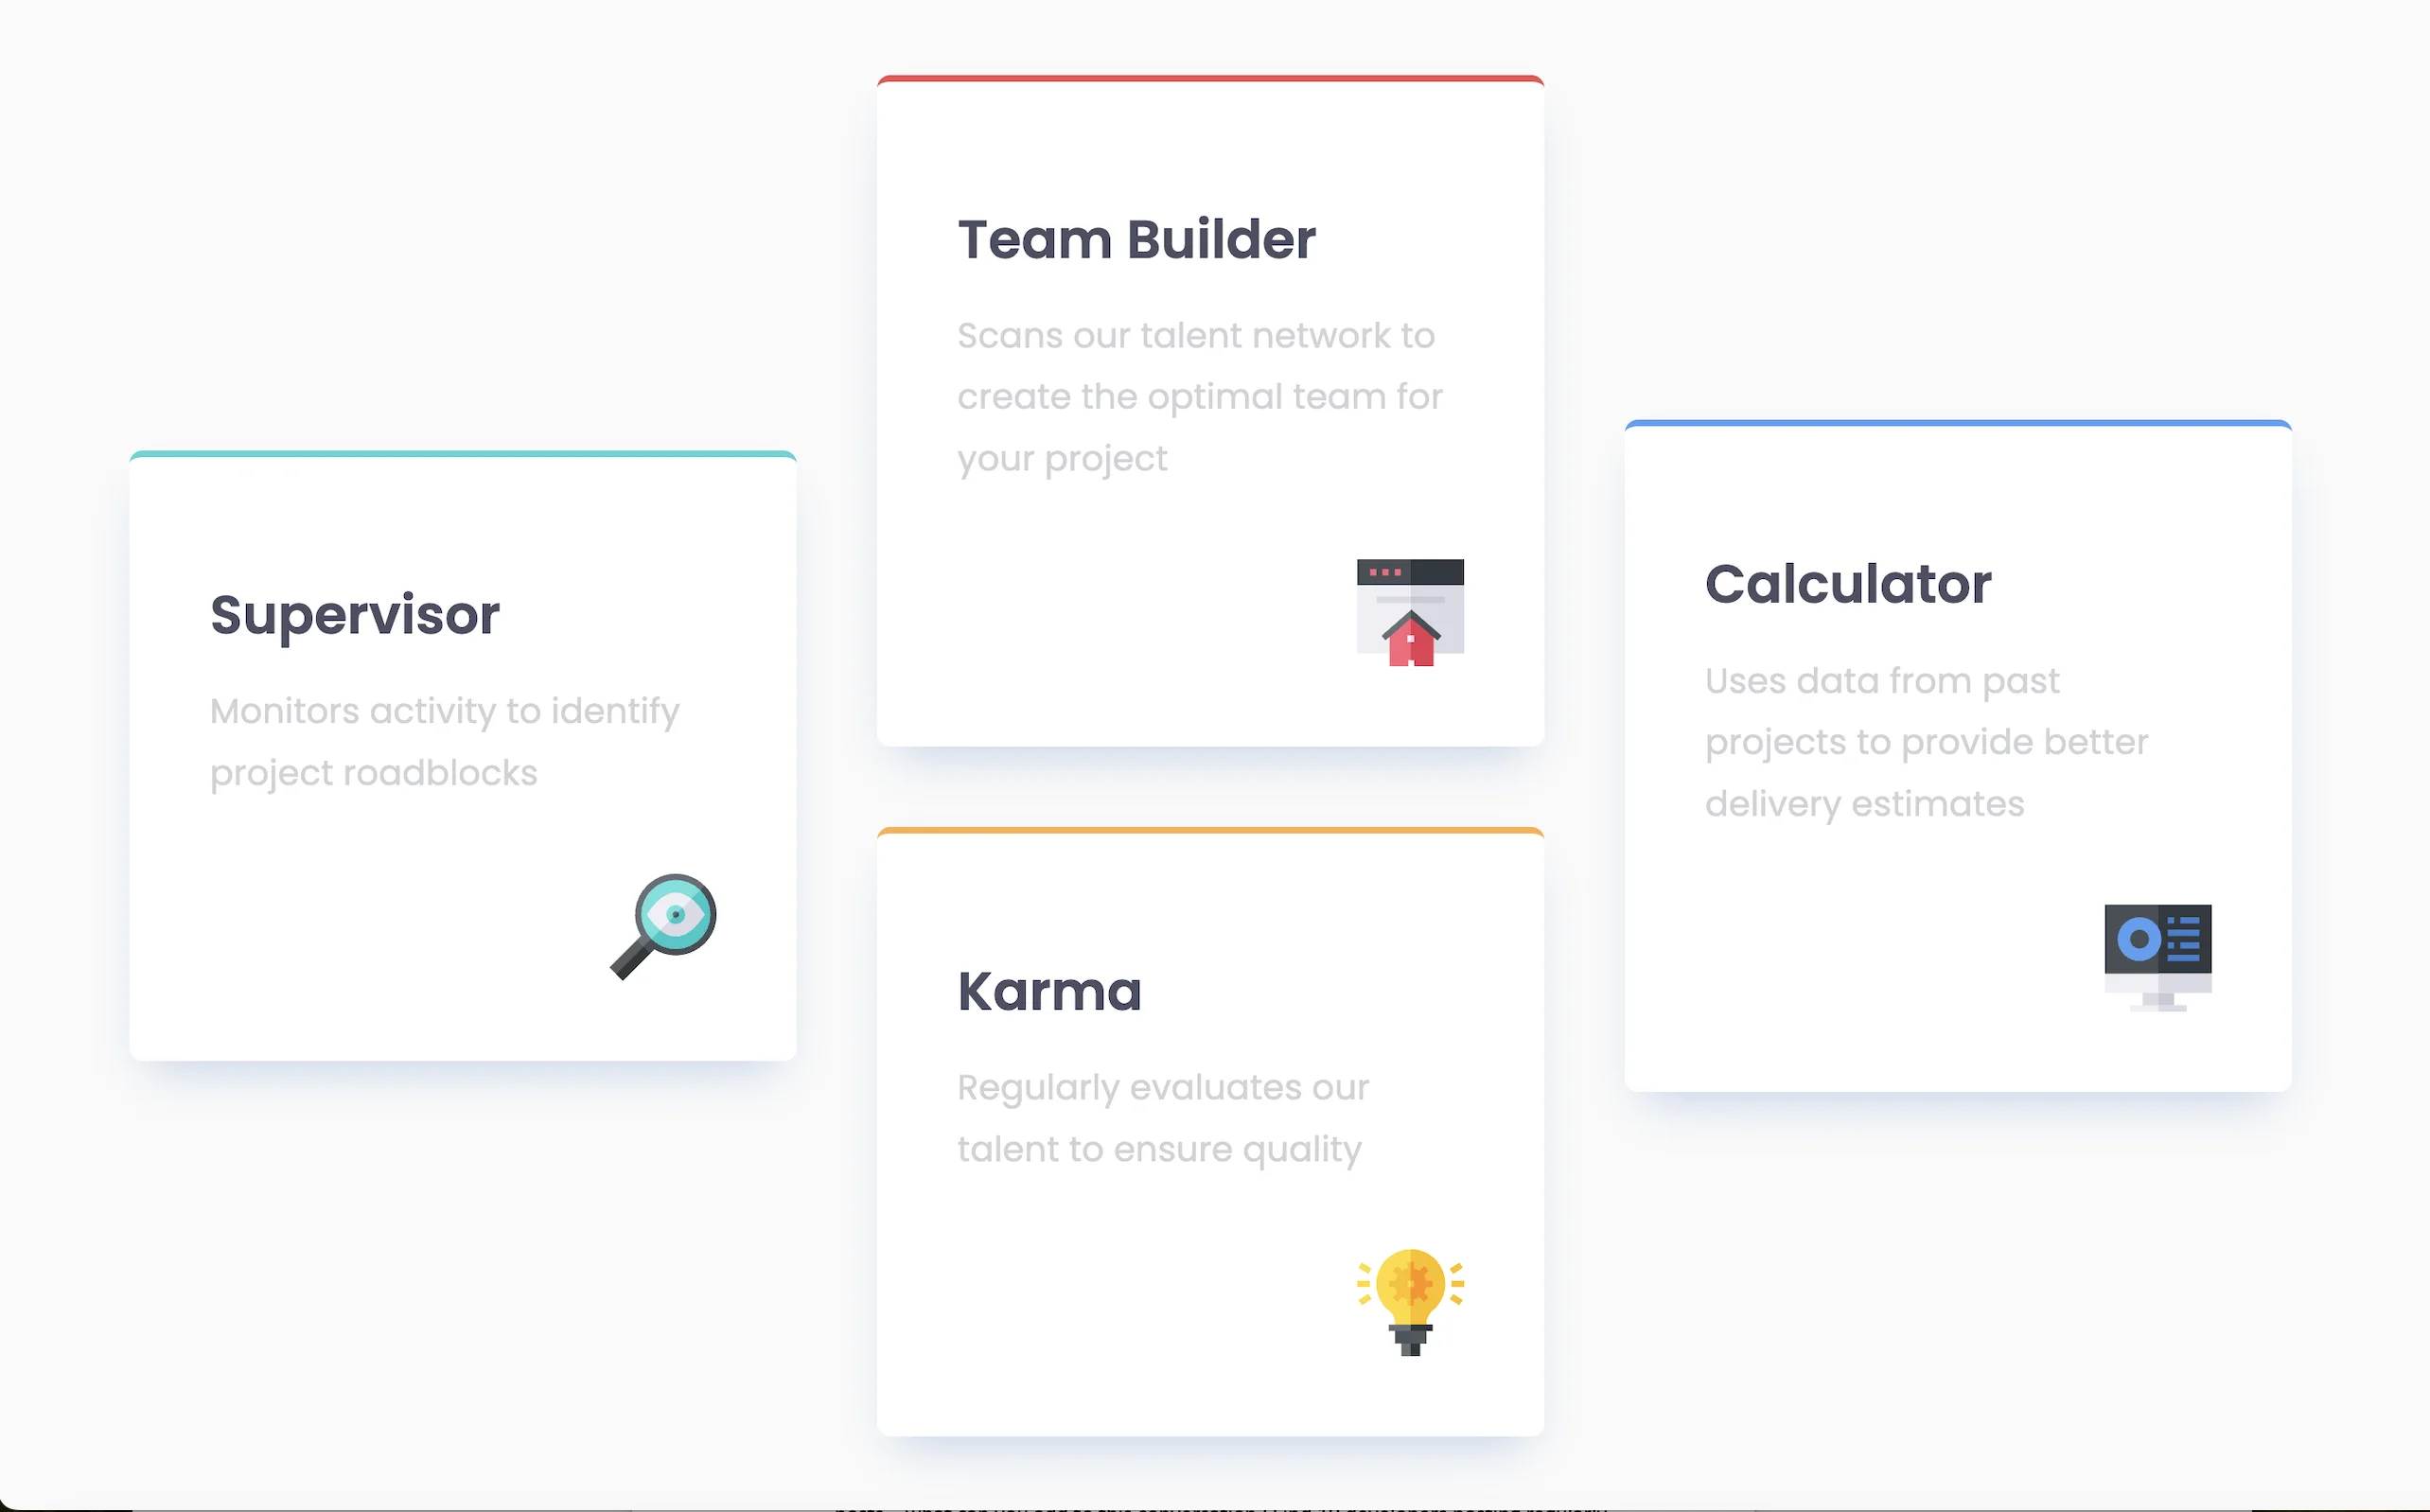 Team Builder
Scans our talent network to
create the optimal team for
your project
Supervisor
Monitors activity to identify
project roadblocks
Calculator
Uses data from past
projects to provide better
delivery estimates
Karma
Regularly evaluates our
talent to ensure quality